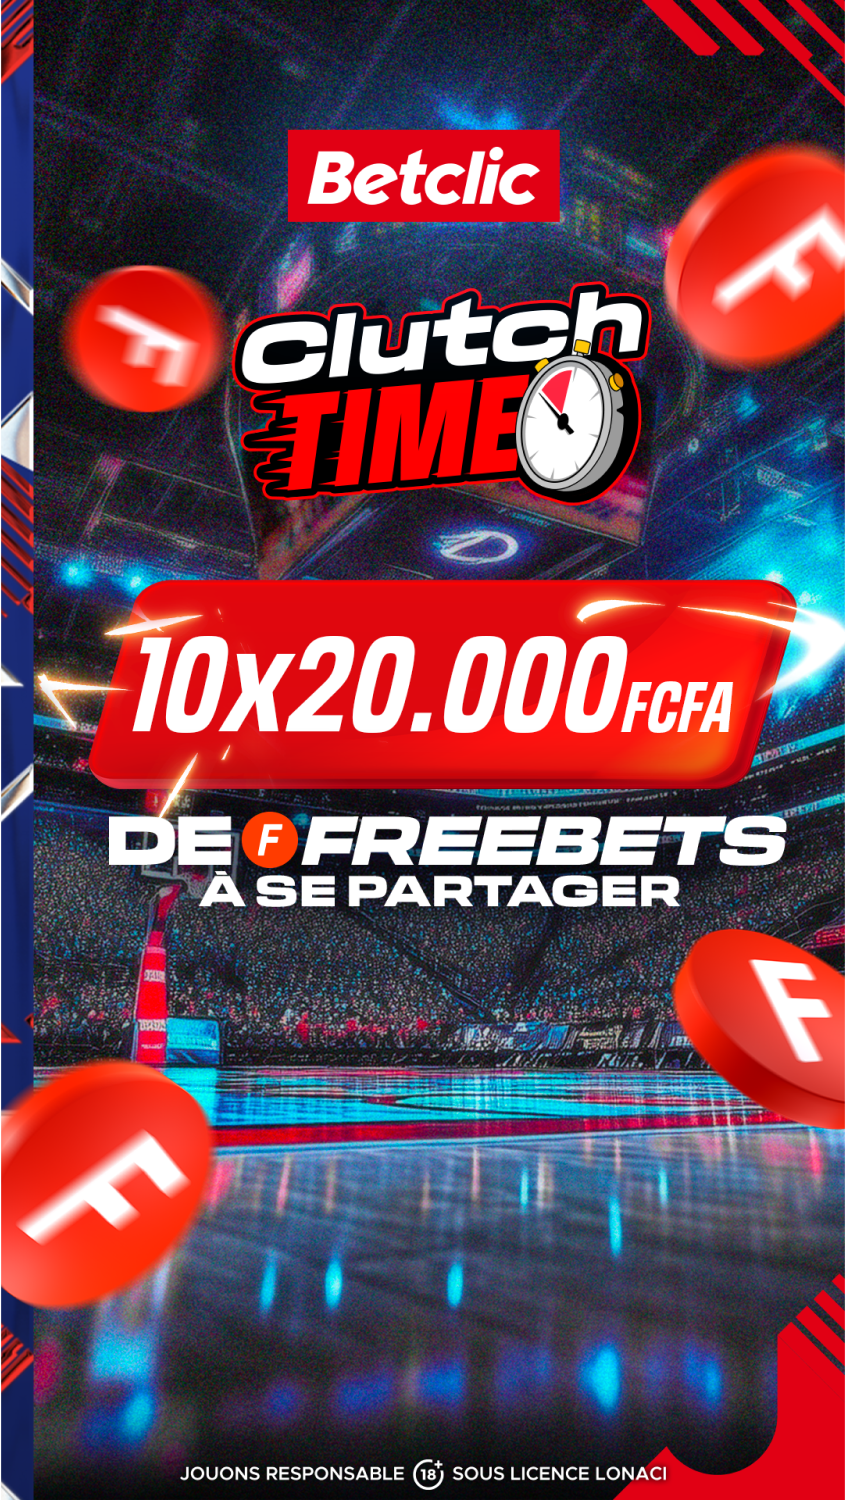 Betclic
Clutch
TIME
10x20.000FCFA
DE F FREEBETS
À SE PARTAGER
F
F
F
F
JOUONS RESPONSABLE 18+ SOUS LICENCE LONACI